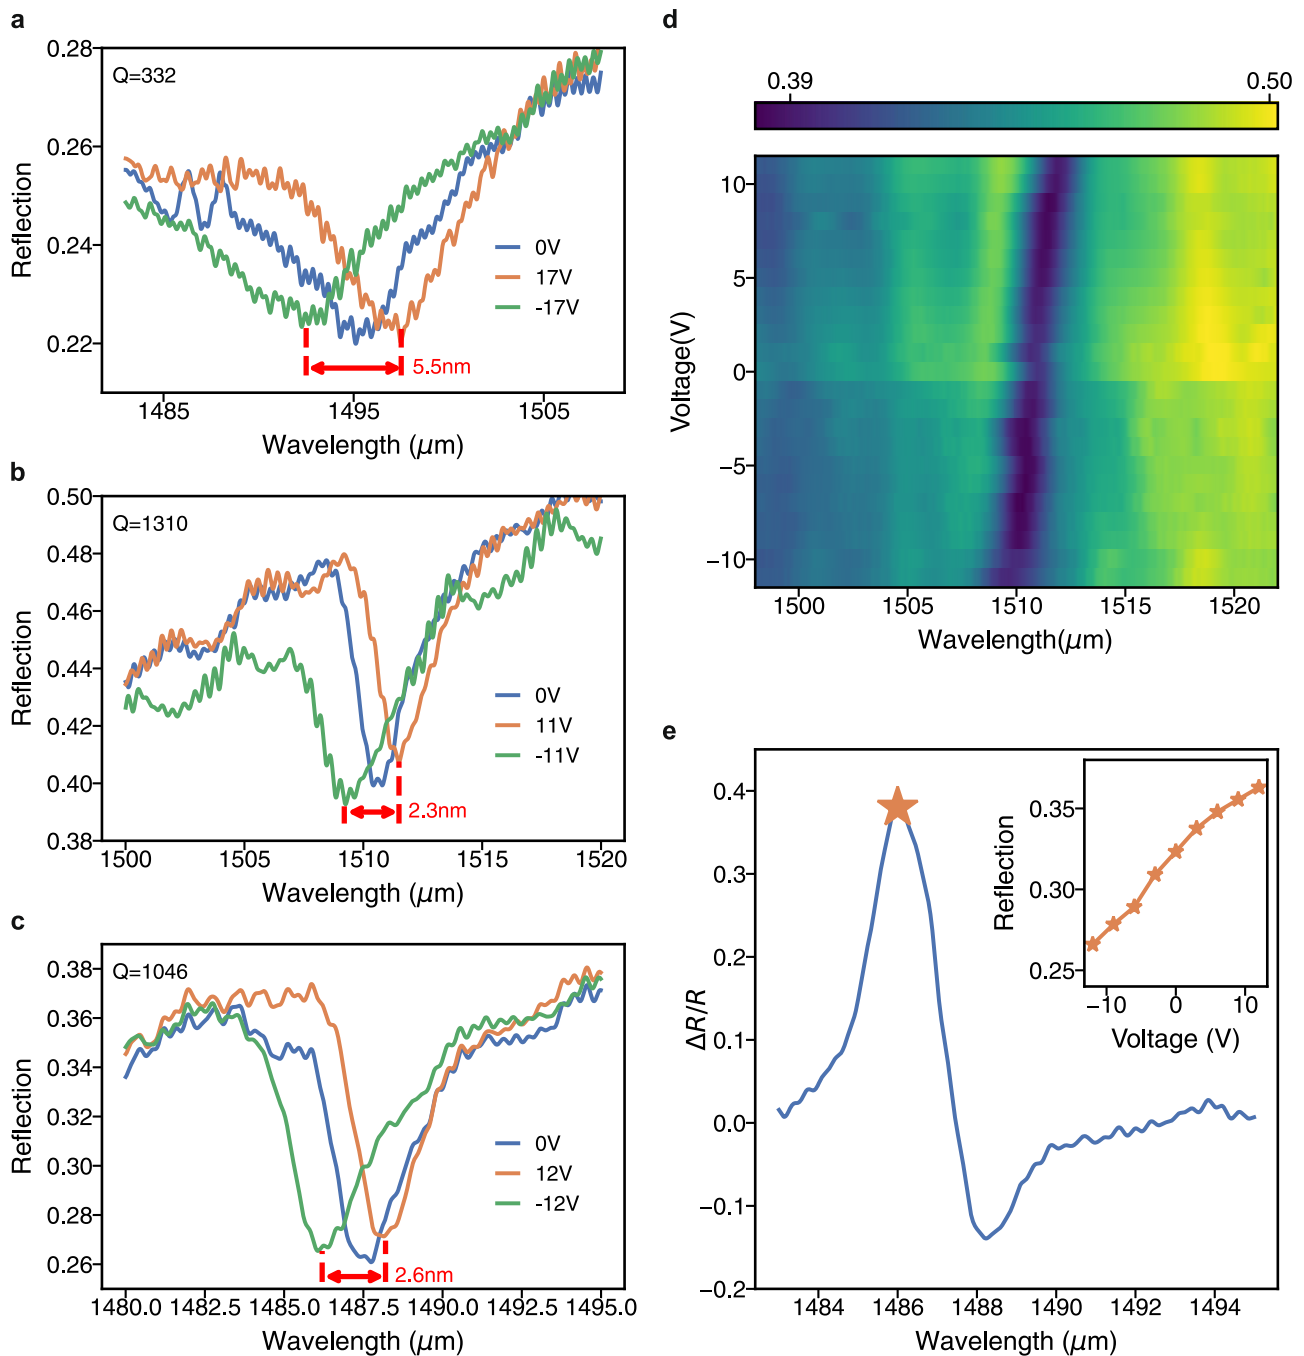 a
0.28
0.26
0.24
0.22
Reflection
Q=332
0V
17V
-17V
5.5nm
1485 1495 1505
Wavelength (μm)
b
0.50
0.48
0.46
0.44
0.42
0.40
0.38
Reflection
Q=1310
0V
11V
-11V
2.3nm
1500 1505 1510 1515 1520
Wavelength (μm)
c
0.38
0.36
0.34
0.32
0.30
0.28
0.26
Reflection
Q=1046
0V
12V
-12V
2.6nm
1480.0 1482.5 1485.0 1487.5 1490.0 1492.5 1495.0
Wavelength (μm)
d
0.39 0.50
10
5
0
−5
−10
Voltage(V)
1500 1505 1510 1515 1520
Wavelength(μm)
e
0.4
0.3
0.2
0.1
0.0
−0.1
−0.2
ΔR/R
0.35
0.30
0.25
Reflection
−10 0 10
Voltage (V)
1484 1486 1488 1490 1492 1494
Wavelength (μm)